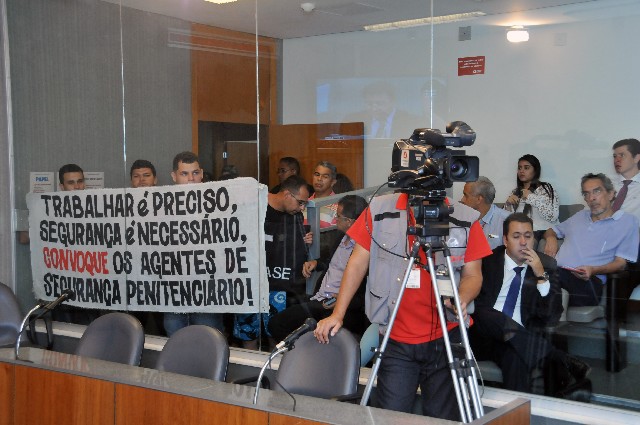 TRABALHAR é PRECISO,
SEGURANÇA é NECESSÁRIO,
CONVOQUE OS AGENTES DE
SEGURANÇA PENITENCIÁRIO!